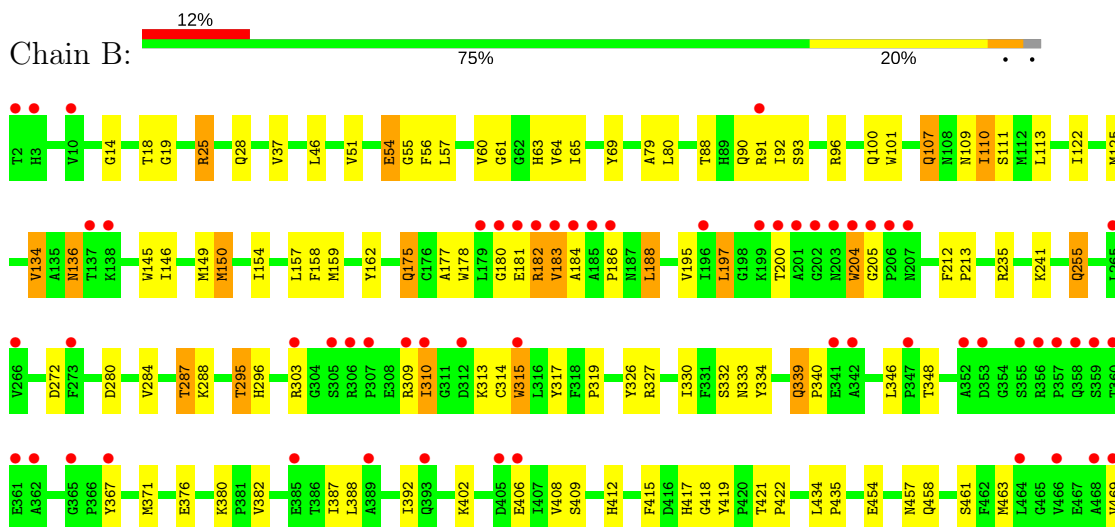 12%
Chain B:
75% 20% • •
T2 H3 V10 G14 T18 G19 R25 Q28 V37 L46 V51 E54 G55 F56 L57 V60 G61 G62 H63 V64 I65 Y69 A79 L80 T88 H89 Q90 R91 I92 S93 R96 Q100 W101 Q107 N108 N109 I110 S111 M112 L113 I122 M125
V134 A135 N136 T137 K138 W145 I146 M149 M150 I154 L157 F158 M159 Y162 Q175 C176 A177 W178 L179 G180 E181 R182 V183 A184 A185 P186 N187 L188 V195 I196 L197 G198 K199 T200 A201 G202 N203 W204 G205 P206 N207 F212 P213 R235 K241 Q255
V266 D272 F273 D280 V284 T287 K288 T295 H296 R303 G304 S305 R306 P307 E308 R309 I310 G311 D312 K313 C314 W315 L316 Y317 F318 P319 Y326 R327 I330 F331 S332 N333 Y334 Q339 P340 E341 A342 L346 P347 T348 A352 D353 G354 S355 R356 P357 Q358 S359 T360
E361 A362 G365 P366 Y367 M371 E376 K380 P381 V382 E385 T386 I387 L388 A389 I392 Q393 K402 D405 E406 I407 V408 S409 H412 F415 D416 H417 G418 Y419 P420 T421 P422 L434 P435 E454 N457 Q458 S461 F462 M463 L464 G465 V466 E467 A468